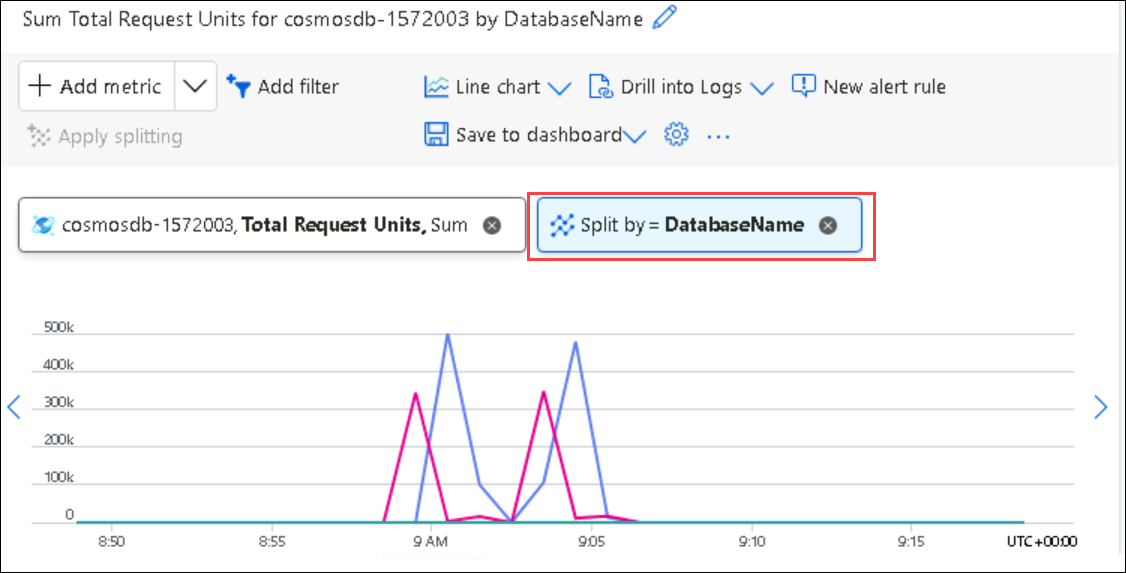 Sum Total Request Units for cosmosdb-1572003 by DatabaseName
Add metric Add filter Line chart Drill into Logs New alert rule
Apply splitting Save to dashboard ...
cosmosdb-1572003, Total Request Units, Sum Split by = DatabaseName
500k
400k
300k
200k
100k
0
8:50 8:55 9 AM 9:05 9:10 9:15 UTC+00:00